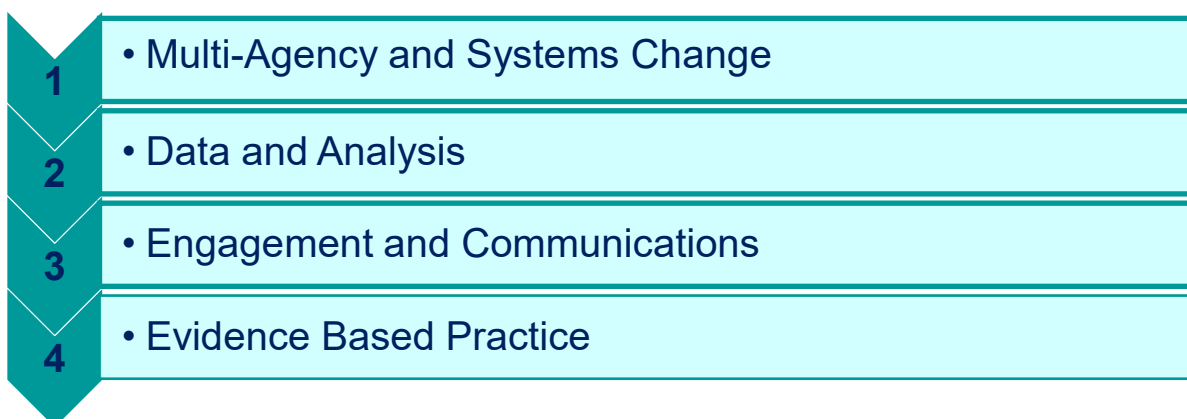 1
• Multi-Agency and Systems Change
2
• Data and Analysis
3
• Engagement and Communications
4
• Evidence Based Practice